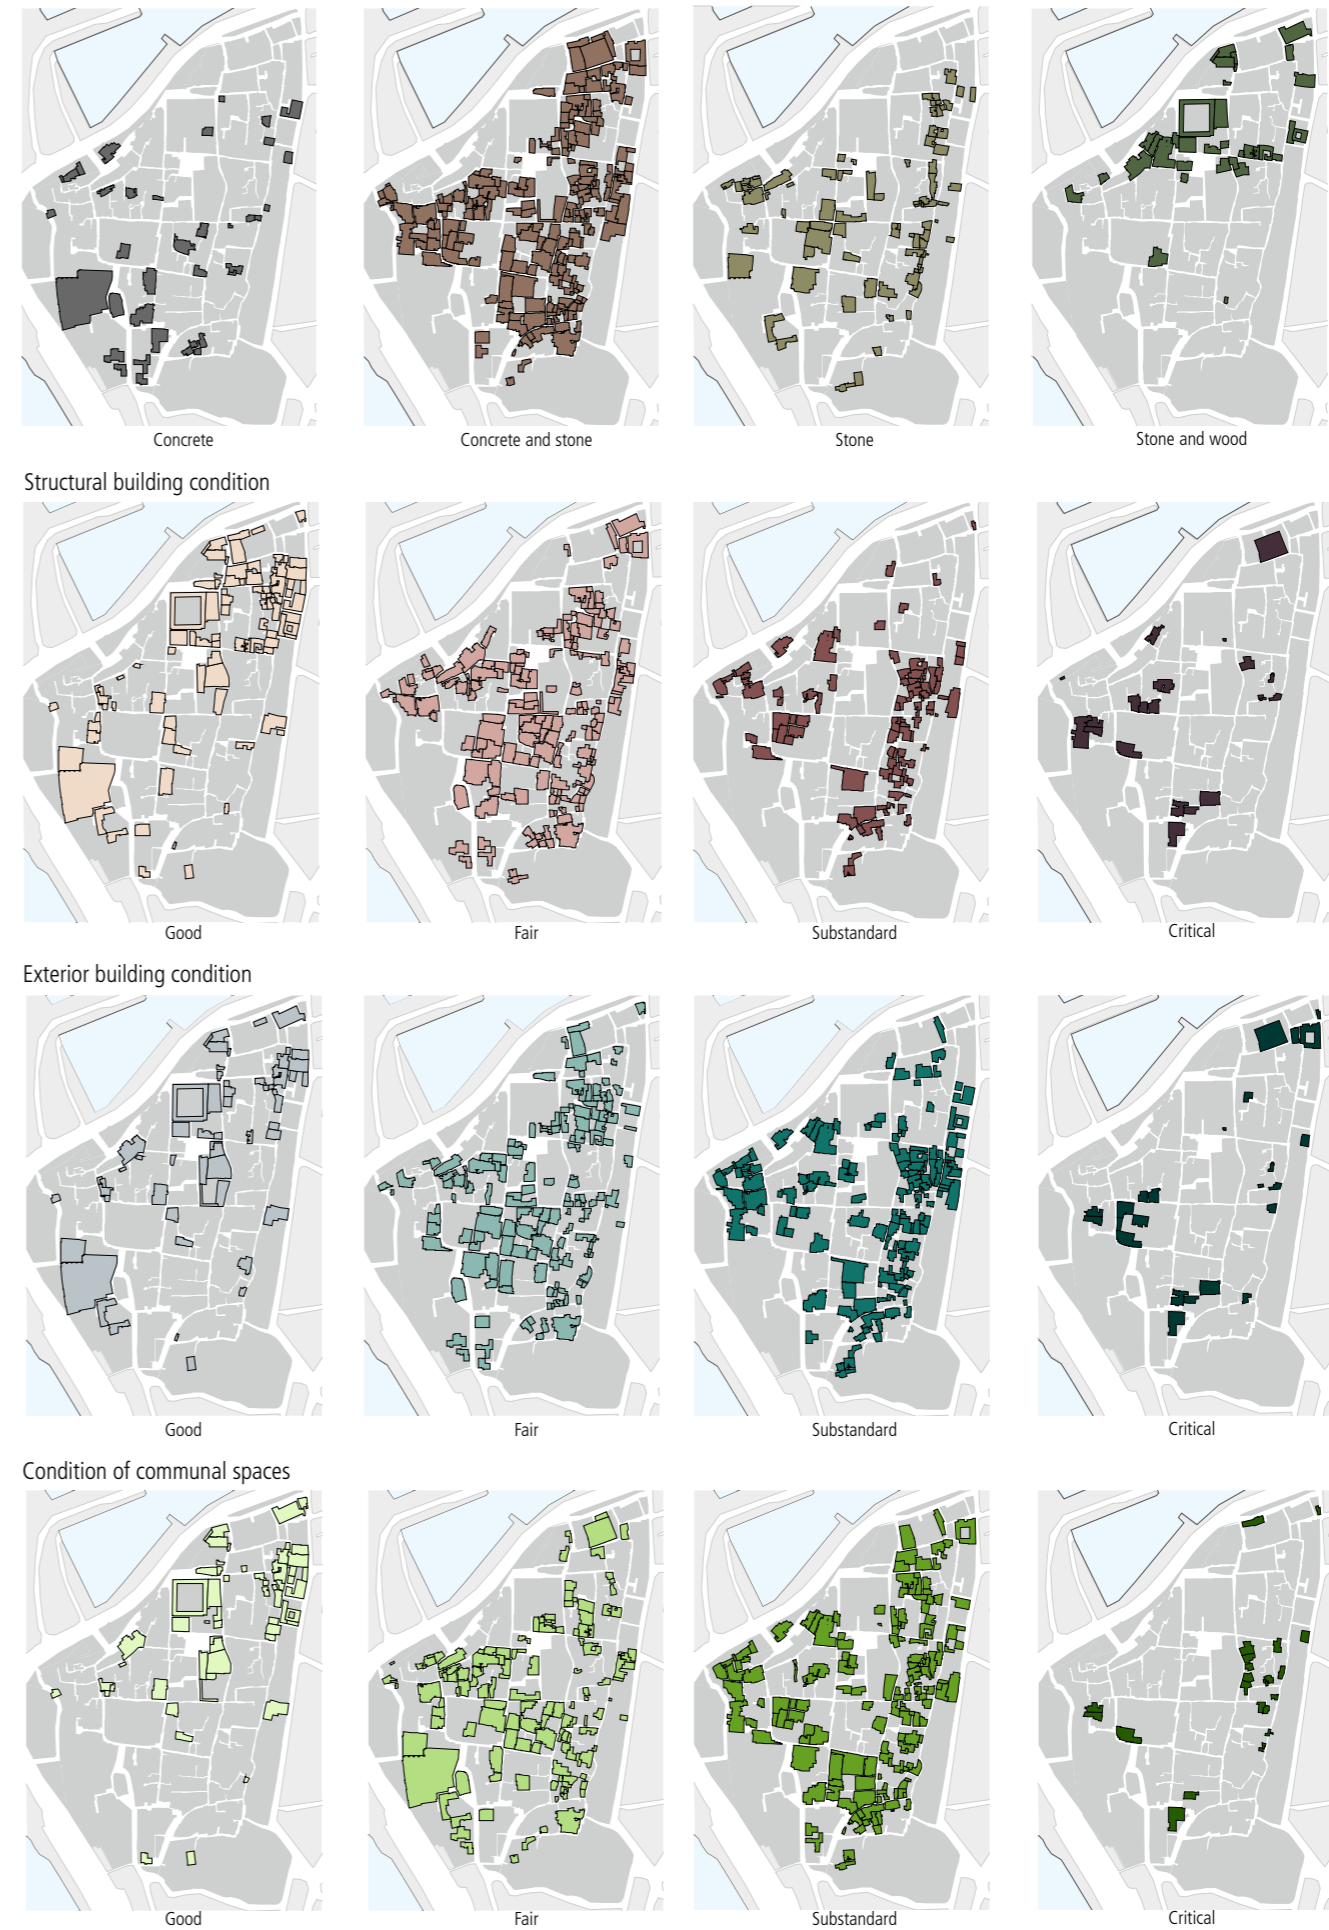 Concrete
Concrete and stone
Stone
Stone and wood
Structural building condition
Good
Fair
Substandard
Critical
Exterior building condition
Good
Fair
Substandard
Critical
Condition of communal spaces
Good
Fair
Substandard
Critical